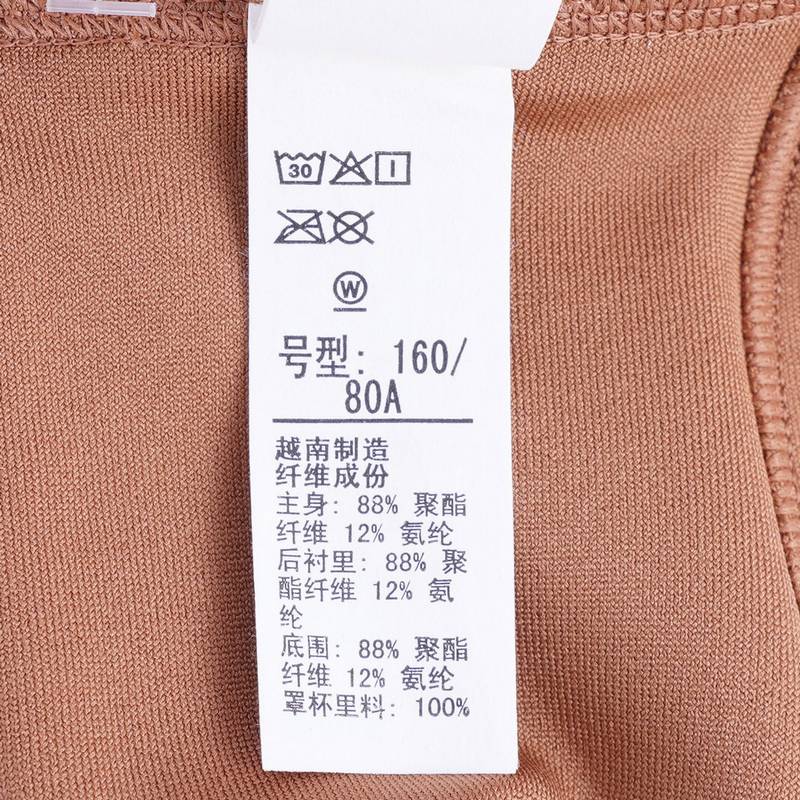 30
W
号型: 160/
80A
越南制造
纤维成份
主身: 88% 聚酯
纤维 12% 氨纶
后衬里: 88% 聚
酯纤维 12% 氨
纶
底围: 88% 聚酯
纤维 12% 氨纶
罩杯里料: 100%